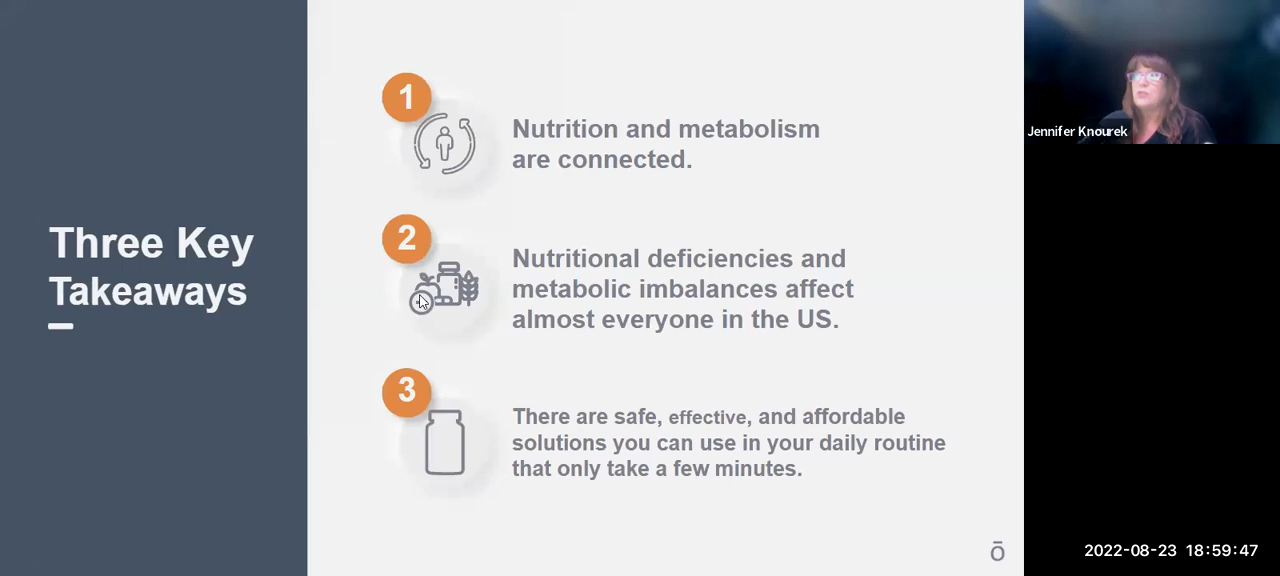 Three Key
Takeaways
1
Nutrition and metabolism
are connected.
2
Nutritional deficiencies and
metabolic imbalances affect
almost everyone in the US.
3
There are safe, effective, and affordable
solutions you can use in your daily routine
that only take a few minutes.
ō
Jennifer Knourek
2022-08-23 18:59:47